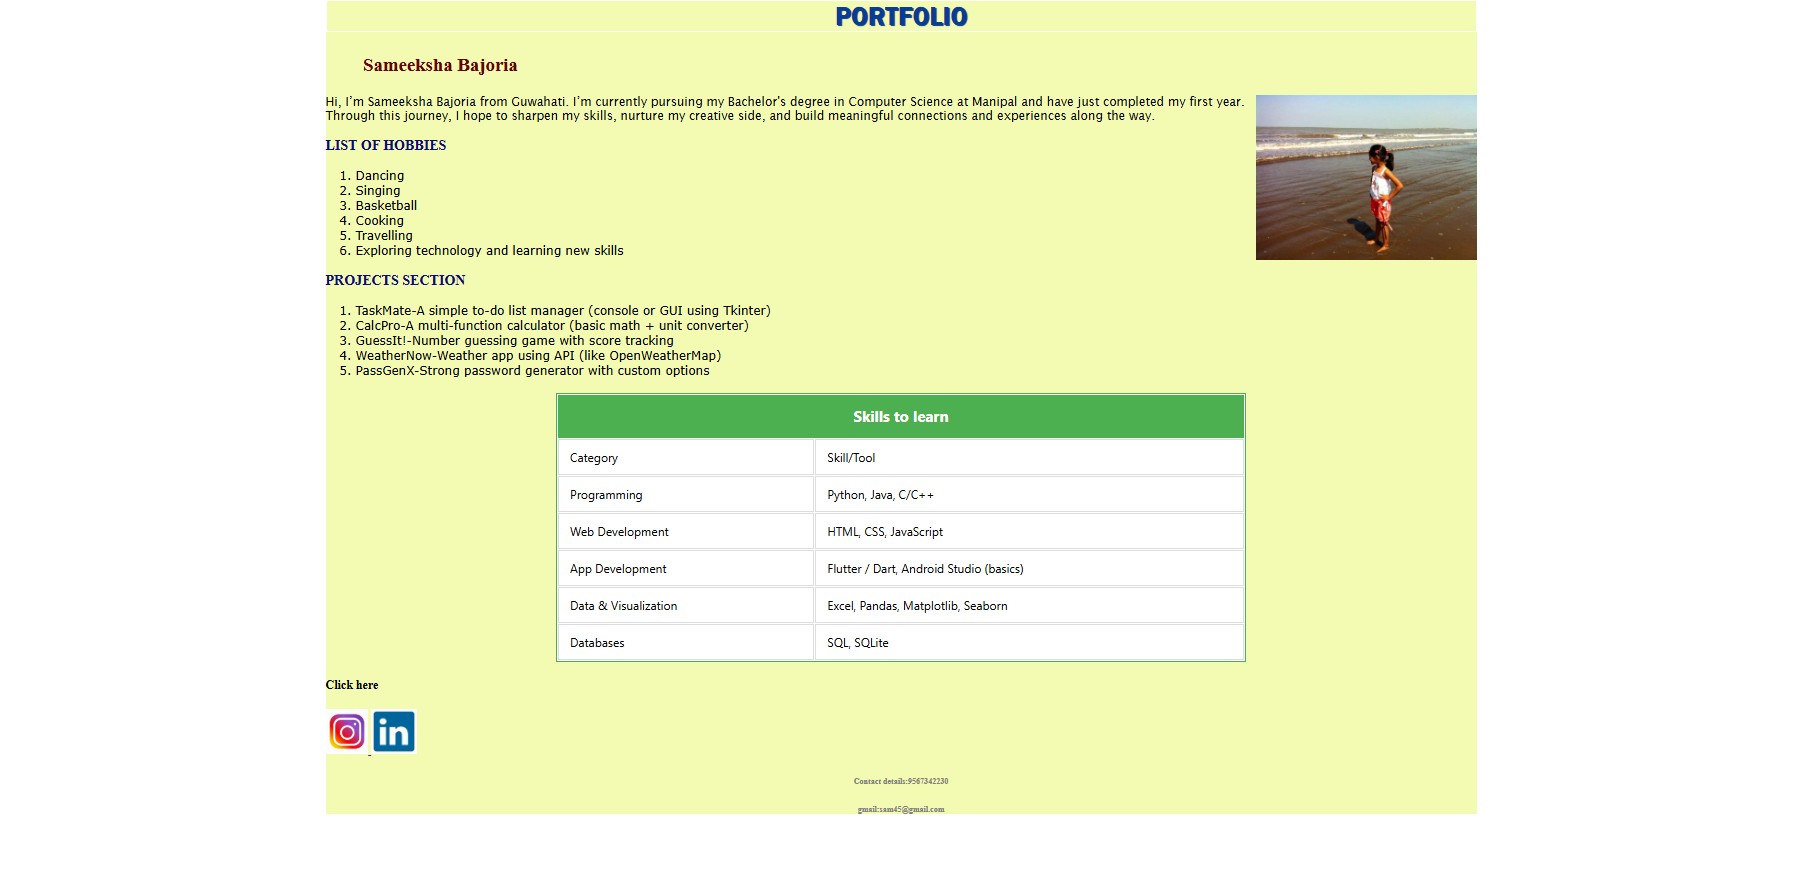 PORTFOLIO
Sameeksha Bajoria
Hi, I'm Sameeksha Bajoria from Guwahati. I'm currently pursuing my Bachelor's degree in Computer Science at Manipal and have just completed my first year.
Through this journey, I hope to sharpen my skills, nurture my creative side, and build meaningful connections and experiences along the way.
LIST OF HOBBIES
1. Dancing
2. Singing
3. Basketball
4. Cooking
5. Travelling
6. Exploring technology and learning new skills
PROJECTS SECTION
1. TaskMate-A simple to-do list manager (console or GUI using Tkinter)
2. CalcPro-A multi-function calculator (basic math + unit converter)
3. GuessIt!-Number guessing game with score tracking
4. WeatherNow-Weather app using API (like OpenWeatherMap)
5. PassGenX-Strong password generator with custom options
Skills to learn
Category Skill/Tool
Programming Python, Java, C/C++
Web Development HTML, CSS, JavaScript
App Development Flutter / Dart, Android Studio (basics)
Data & Visualization Excel, Pandas, Matplotlib, Seaborn
Databases SQL, SQLite
Click here
in
Contact details:9567342230
gmail:sam45@gmail.com